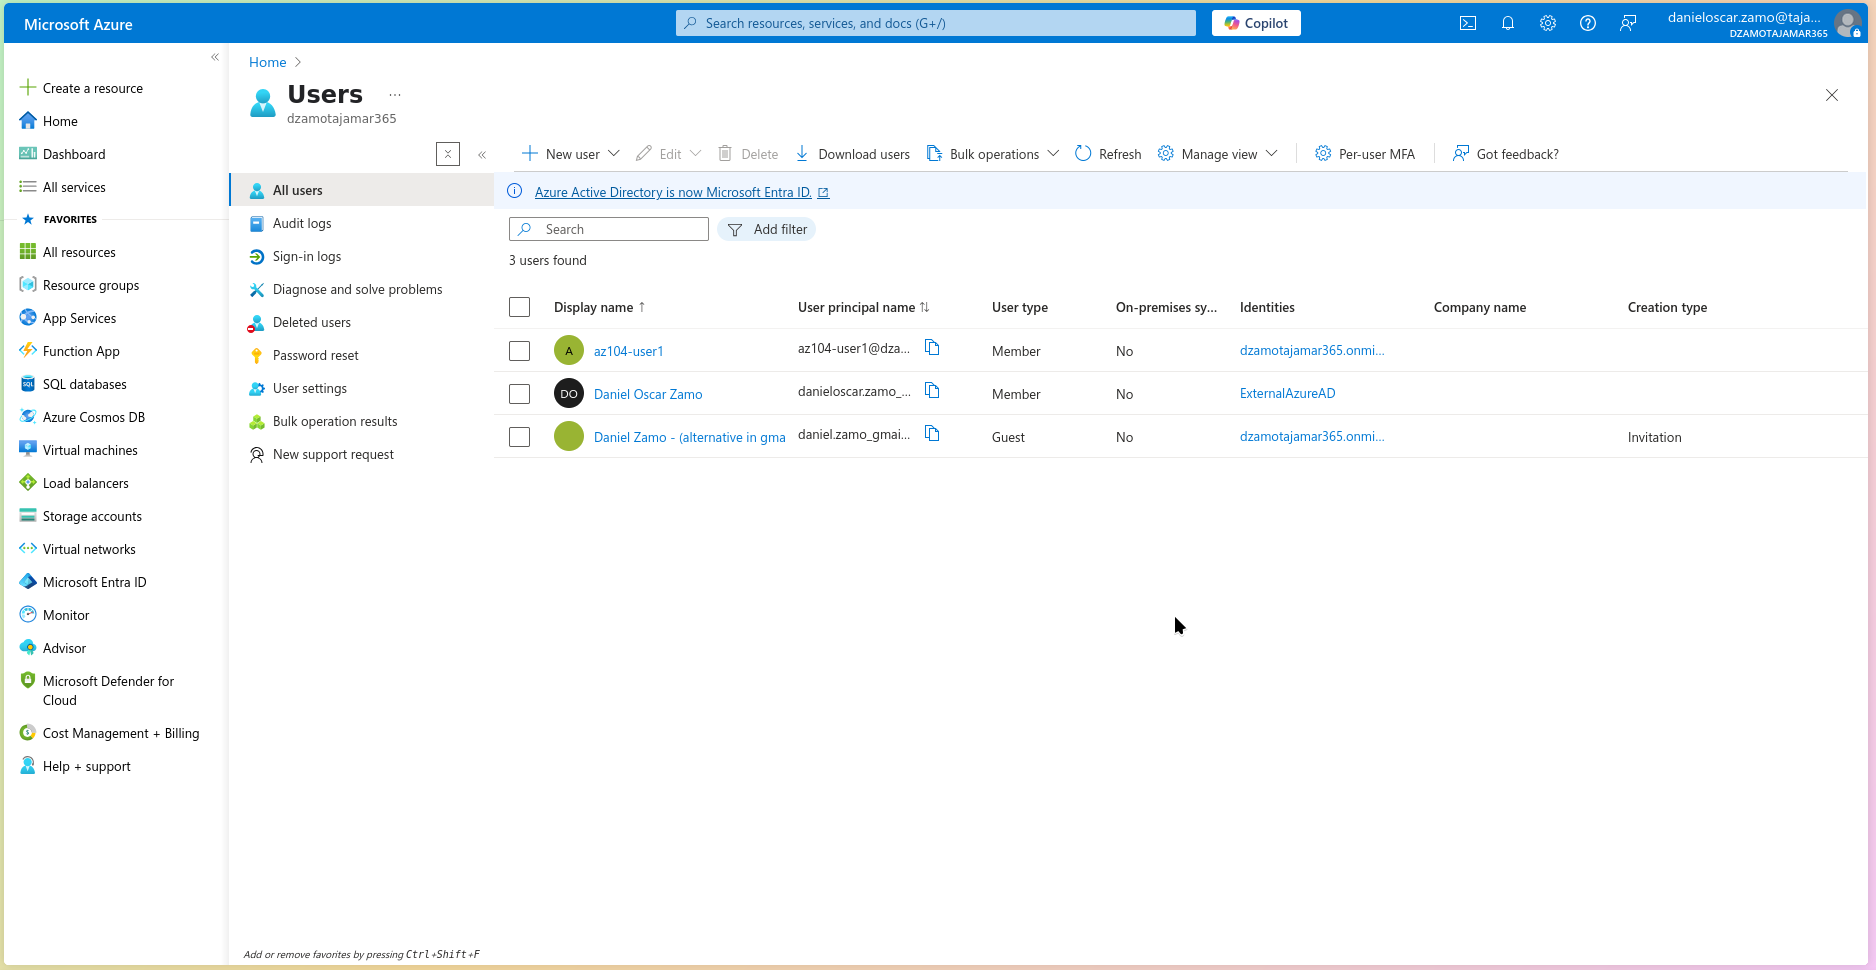 Microsoft Azure
Search resources, services, and docs (G+/)
Copilot
danieloscar.zamo@taja...
DZAMOTAJAMAR365
Create a resource
Home
Dashboard
All services
FAVORITES
All resources
Resource groups
App Services
Function App
SQL databases
Azure Cosmos DB
Virtual machines
Load balancers
Storage accounts
Virtual networks
Microsoft Entra ID
Monitor
Advisor
Microsoft Defender for
Cloud
Cost Management + Billing
Help + support
Home
Users ...
dzamotajamar365
All users
Audit logs
Sign-in logs
Diagnose and solve problems
Deleted users
Password reset
User settings
Bulk operation results
New support request
New user Edit Delete Download users Bulk operations Refresh Manage view Per-user MFA Got feedback?
Azure Active Directory is now Microsoft Entra ID.
Search Add filter
3 users found
Display name ↑ User principal name ↑↓ User type On-premises sy... Identities Company name Creation type
A az104-user1 az104-user1@dza... Member No dzamotajamar365.onmi...
DO Daniel Oscar Zamo danieloscar.zamo_... Member No ExternalAzureAD
Daniel Zamo - (alternative in gma daniel.zamo_gmai... Guest No dzamotajamar365.onmi... Invitation
Add or remove favorites by pressing Ctrl+Shift+F